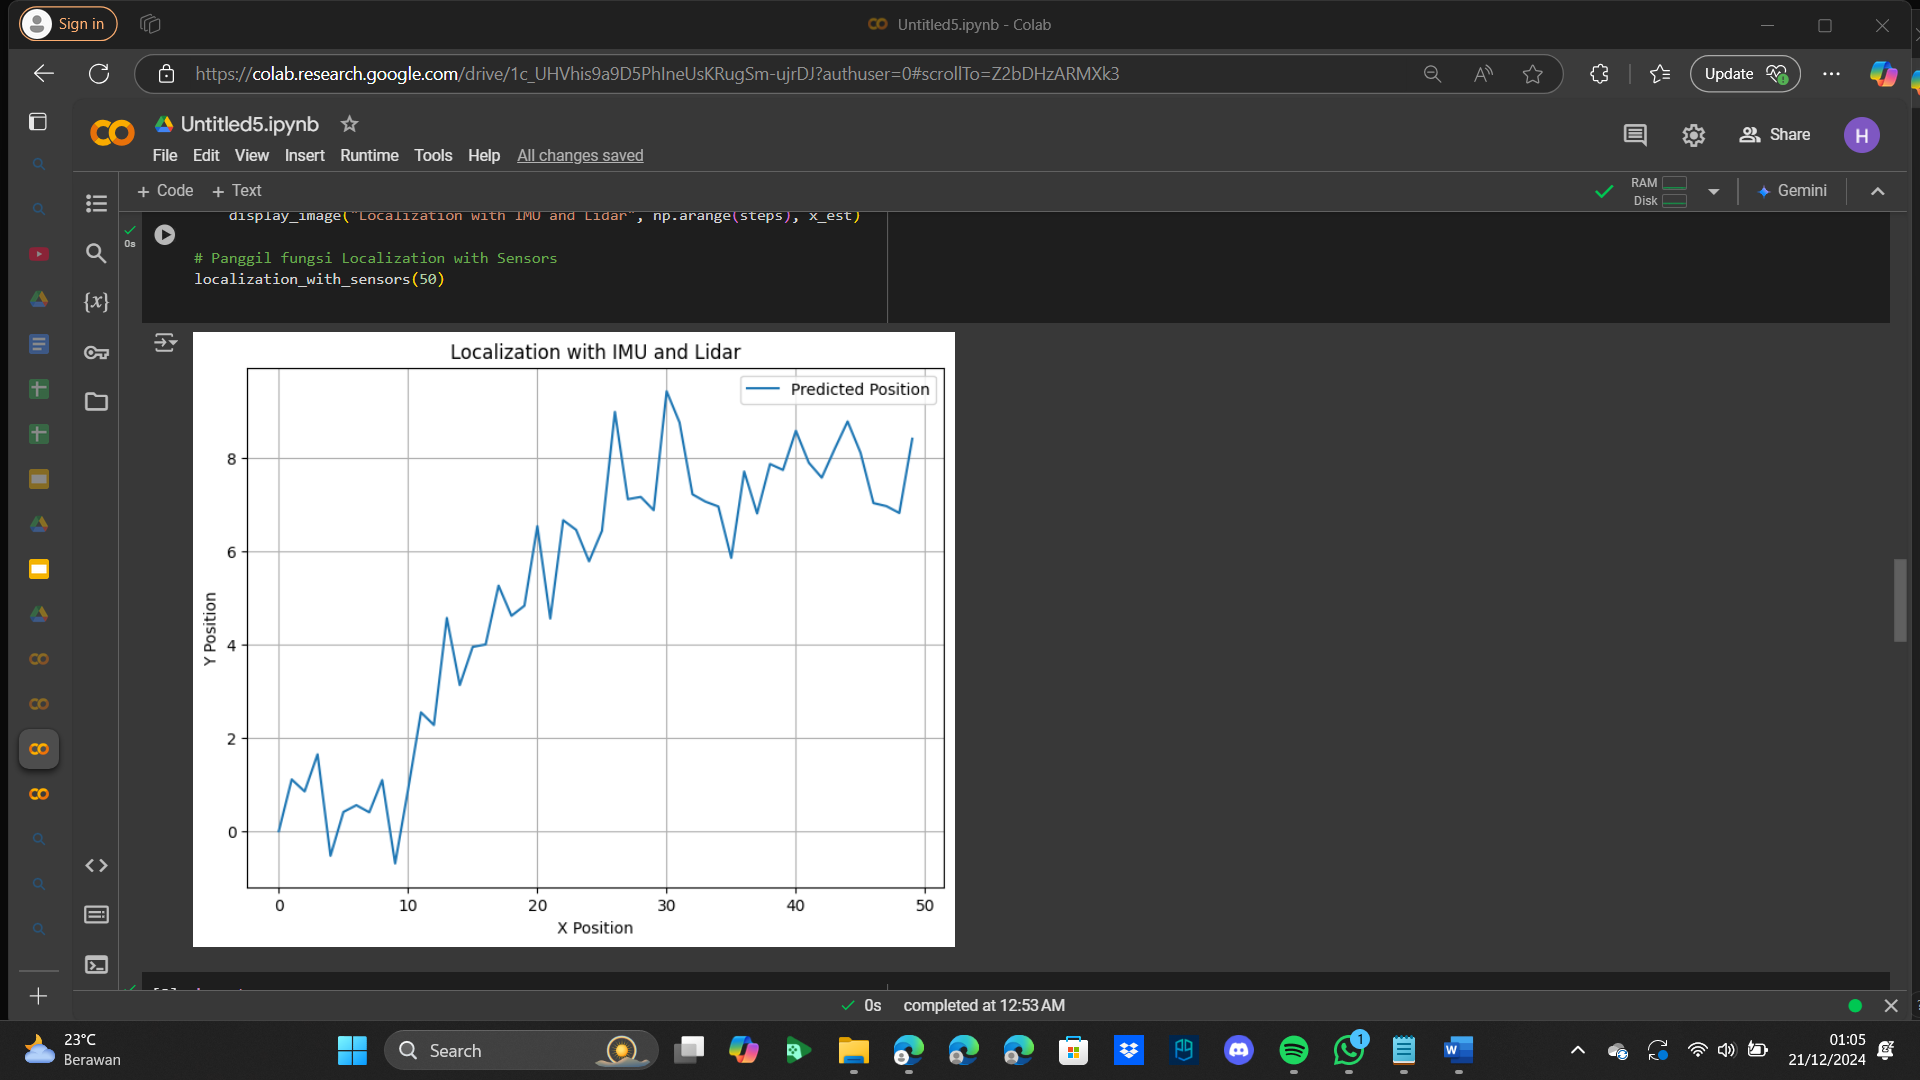 Sign in
Untitled5.ipynb - Colab
https://colab.research.google.com/drive/1c_UHVhis9a9D5PhIneUsKRugSm-ujrDJ?authuser=0#scrollTo=Z2bDHzARMXk3
Update
Untitled5.ipynb
File Edit View Insert Runtime Tools Help All changes saved
Share
H
+ Code + Text
RAM
Disk
Gemini
display_image("Localization with IMU and Lidar", np.arange(steps), x_est)
0s
# Panggil fungsi Localization with Sensors
localization_with_sensors(50)
{x}
Localization with IMU and Lidar
Predicted Position
8
6
4
2
0
Y Position
0 10 20 30 40 50
X Position
0s completed at 12:53 AM
23°C
Berawan
Search
1
01:05
21/12/2024